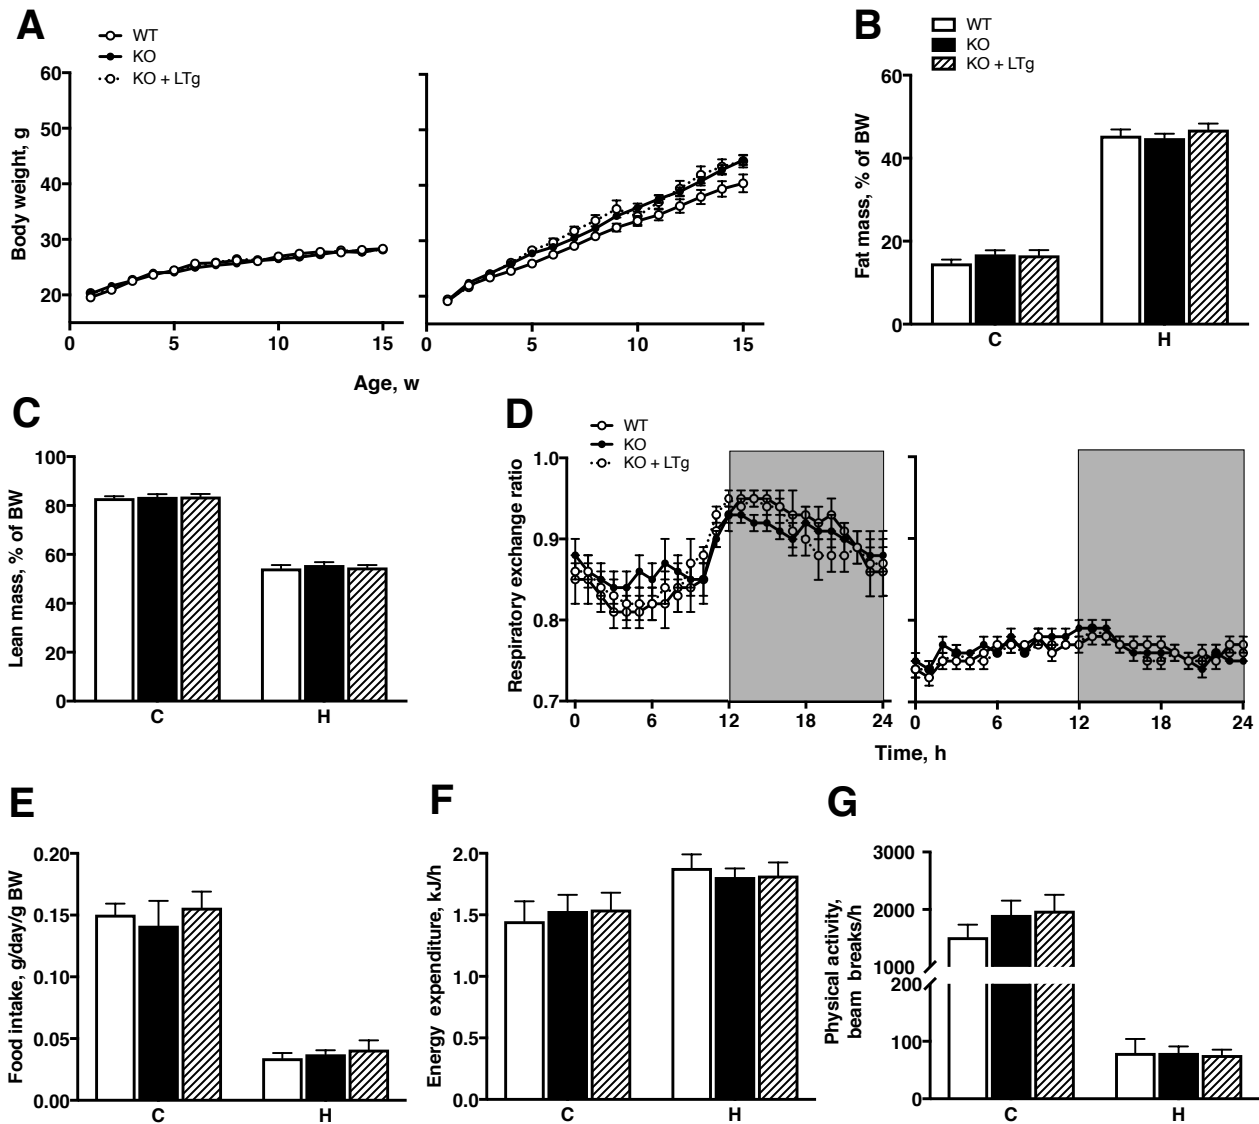 A
WT
KO
KO + LTg
Body weight, g
60
50
40
30
20
0
5
10
15
0
5
10
15
Age, w
B
WT
KO
KO + LTg
Fat mass, % of BW
60
40
20
0
C
H
C
Lean mass, % of BW
100
80
60
40
20
0
C
H
D
WT
KO
KO + LTg
Respiratory exchange ratio
1.0
0.9
0.8
0.7
0
6
12
18
24
0
6
12
18
24
Time, h
E
Food intake, g/day/g BW
0.20
0.15
0.10
0.05
0.00
C
H
F
Energy expenditure, kJ/h
2.0
1.5
1.0
0.5
0.0
C
H
G
Physical activity,
beam breaks/h
3000
2000
1000
200
100
0
C
H